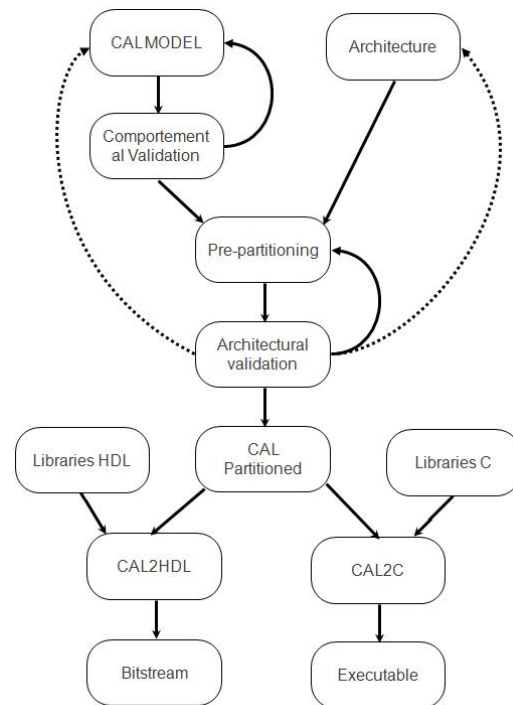 CALMODEL
Architecture
Comportement
al Validation
Pre-partitioning
Architectural
validation
CAL
Partitioned
Libraries HDL
Libraries C
CAL2HDL
CAL2C
Bitstream
Executable